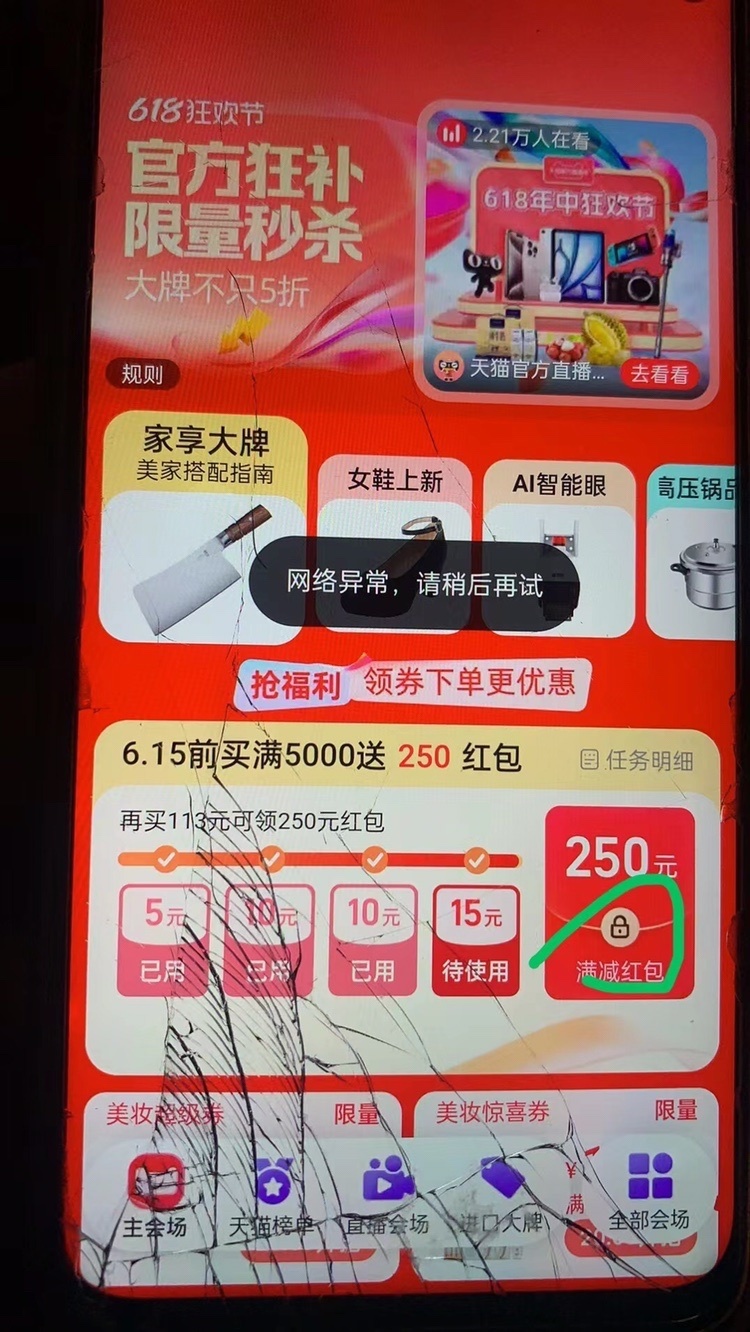 618狂欢节
官方狂补
限量秒杀
大牌不只5折
规则
2.21万人在看
618年中狂欢节
天猫官方直播...
去看看
家享大牌
美家搭配指南
女鞋上新
AI智能眼
高压锅品
网络异常，请稍后再试
抢福利 领券下单更优惠
6.15前买满5000送 250 红包
任务明细
再买113元可领250元红包
5元 10元 10元 15元
已用 已用 已用 待使用
250元
满减红包
美妆超级券 限量
美妆惊喜券 限量
¥
满
主会场 天猫榜单 直播会场 进口大牌 全部会场